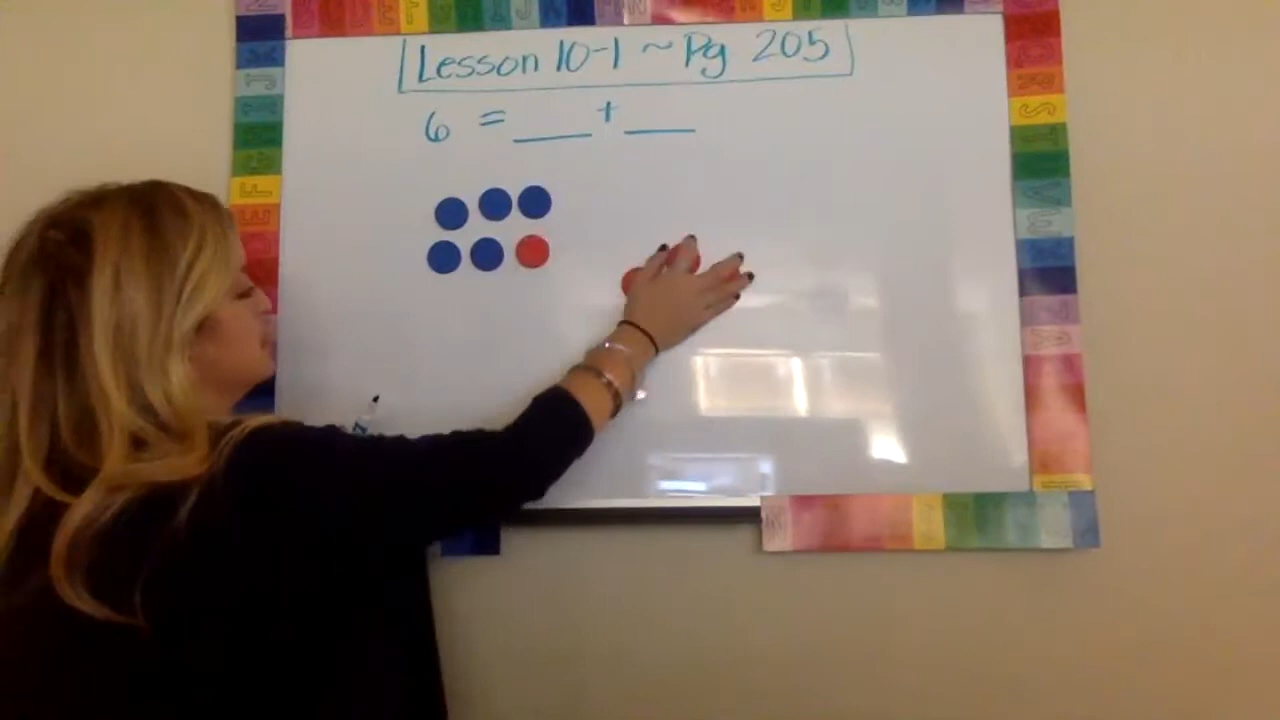 Lesson 10-1 ~ Pg 205
6 = ___ + ___